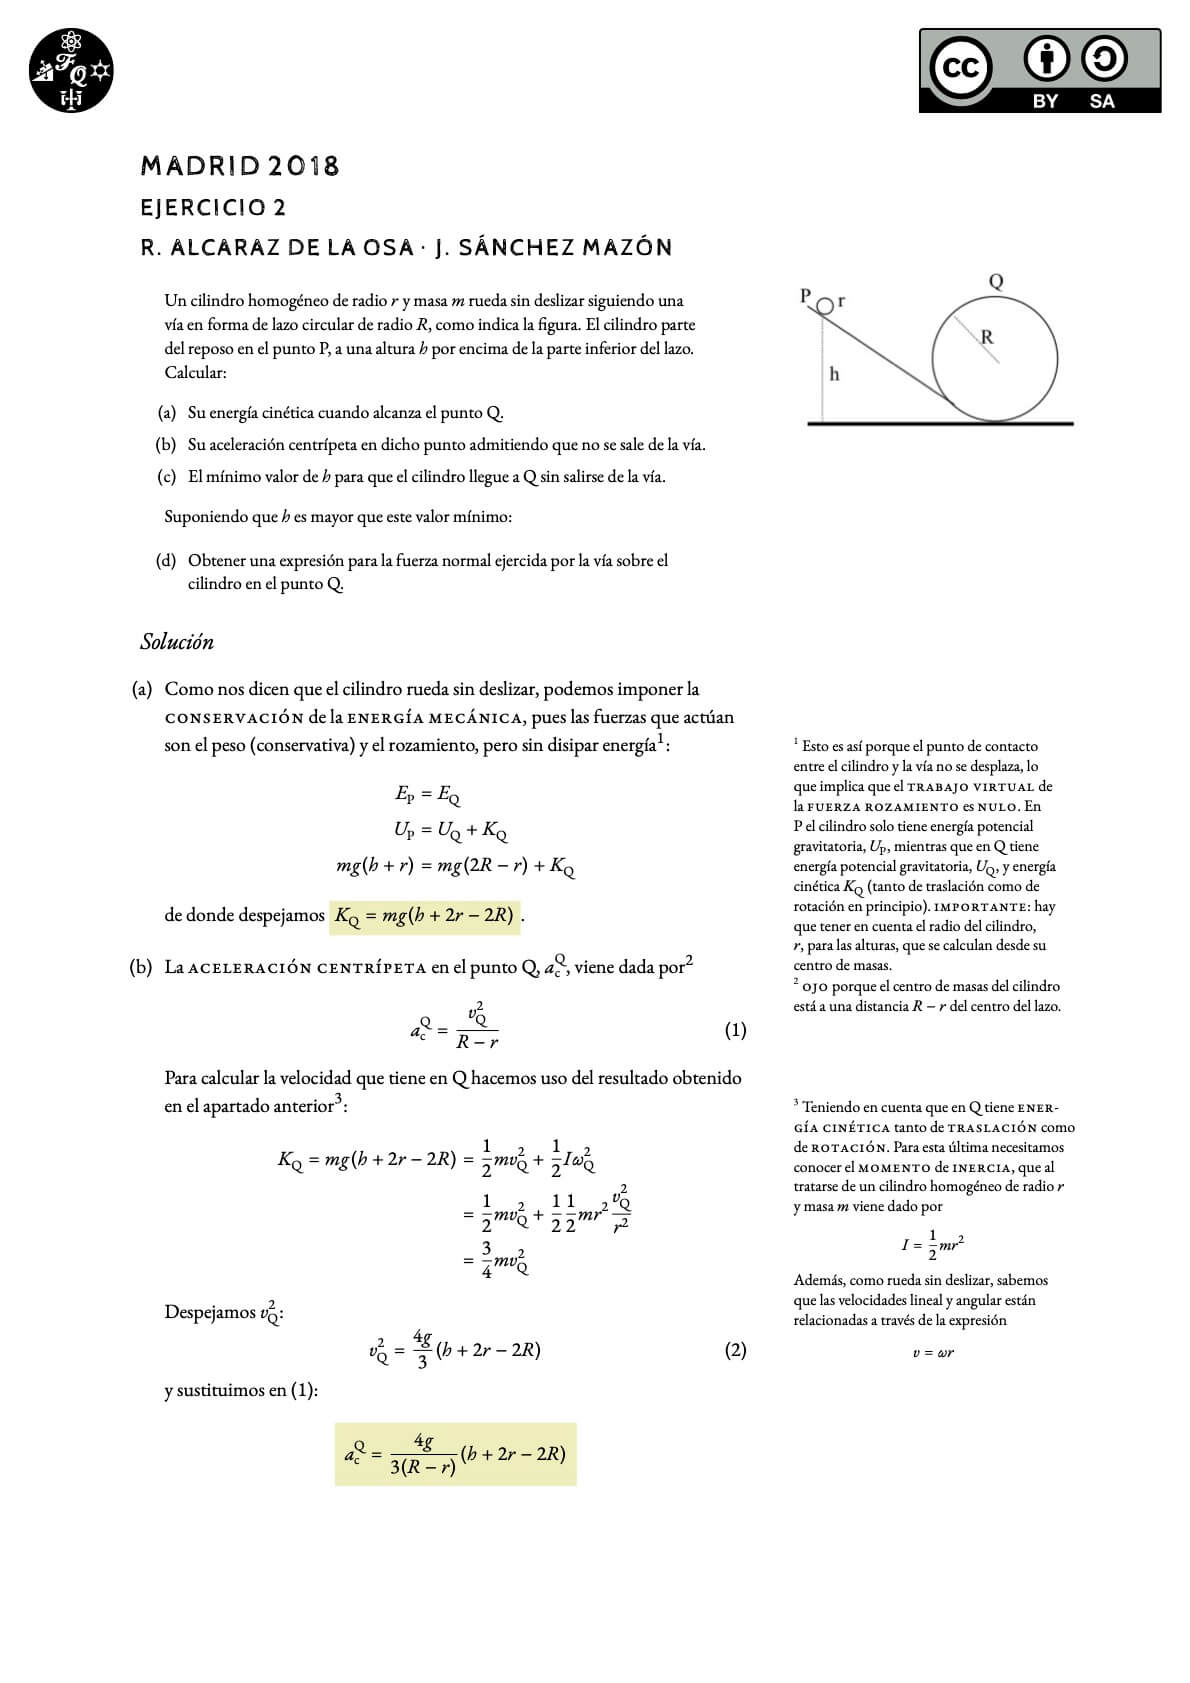 CC
BY SA
MADRID 2018
EJERCICIO 2
R. ALCARAZ DE LA OSA · J. SÁNCHEZ MAZÓN
Un cilindro homogéneo de radio r y masa m rueda sin deslizar siguiendo una
vía en forma de lazo circular de radio R, como indica la figura. El cilindro parte
del reposo en el punto P, a una altura h por encima de la parte inferior del lazo.
Calcular:
(a) Su energía cinética cuando alcanza el punto Q.
(b) Su aceleración centrípeta en dicho punto admitiendo que no se sale de la vía.
(c) El mínimo valor de h para que el cilindro llegue a Q sin salirse de la vía.
Suponiendo que h es mayor que este valor mínimo:
(d) Obtener una expresión para la fuerza normal ejercida por la vía sobre el
cilindro en el punto Q.
P r
Q
R
h
Solución
(a) Como nos dicen que el cilindro rueda sin deslizar, podemos imponer la
CONSERVACIÓN de la ENERGÍA MECÁNICA, pues las fuerzas que actúan
son el peso (conservativa) y el rozamiento, pero sin disipar energía¹:
E_P = E_Q
U_P = U_Q + K_Q
mg(h + r) = mg(2R − r) + K_Q
de donde despejamos K_Q = mg(h + 2r − 2R) .
(b) La ACELERACIÓN CENTRÍPETA en el punto Q, a_c^Q, viene dada por²
a_c^Q = v_Q^2 / (R − r) (1)
Para calcular la velocidad que tiene en Q hacemos uso del resultado obtenido
en el apartado anterior³:
K_Q = mg(h + 2r − 2R) = 1/2 mv_Q^2 + 1/2 Iω_Q^2
= 1/2 mv_Q^2 + 1/2 1/2 mr^2 v_Q^2/r^2
= 3/4 mv_Q^2
Despejamos v_Q^2:
v_Q^2 = 4g/3 (h + 2r − 2R) (2)
y sustituimos en (1):
a_c^Q = 4g/3(R − r) (h + 2r − 2R)
¹ Esto es así porque el punto de contacto
entre el cilindro y la vía no se desplaza, lo
que implica que el TRABAJO VIRTUAL de
la FUERZA ROZAMIENTO es NULO. En
P el cilindro solo tiene energía potencial
gravitatoria, U_P, mientras que en Q tiene
energía potencial gravitatoria, U_Q, y energía
cinética K_Q (tanto de traslación como de
rotación en principio). IMPORTANTE: hay
que tener en cuenta el radio del cilindro,
r, para las alturas, que se calculan desde su
centro de masas.
² OJO porque el centro de masas del cilindro
está a una distancia R − r del centro del lazo.
³ Teniendo en cuenta que en Q tiene ENER-
GÍA CINÉTICA tanto de TRASLACIÓN como
de ROTACIÓN. Para esta última necesitamos
conocer el MOMENTO de INERCIA, que al
tratarse de un cilindro homogéneo de radio r
y masa m viene dado por
I = 1/2 mr^2
Además, como rueda sin deslizar, sabemos
que las velocidades lineal y angular están
relacionadas a través de la expresión
v = ωr